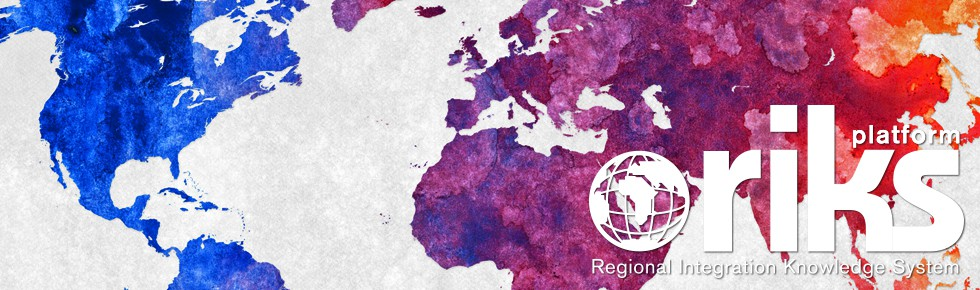 platform
riks
Regional Integration Knowledge System